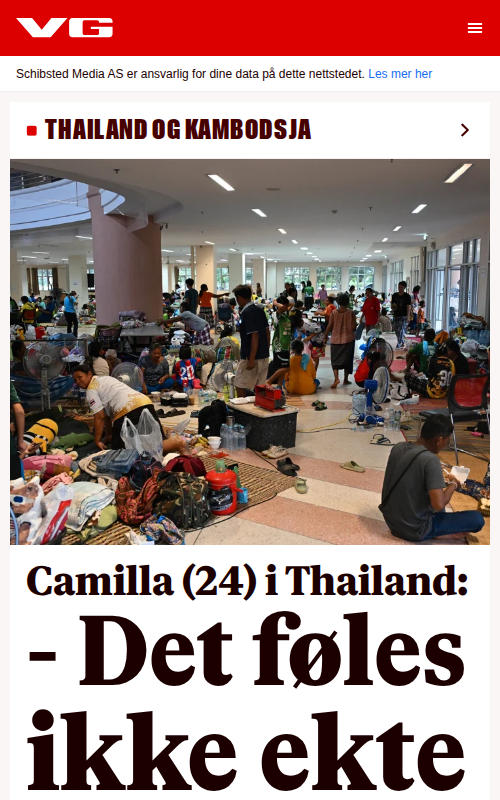 VG
Schibsted Media AS er ansvarlig for dine data på dette nettstedet. Les mer her
THAILAND OG KAMBODSJA
20
Camilla (24) i Thailand:
- Det føles
ikke ekte